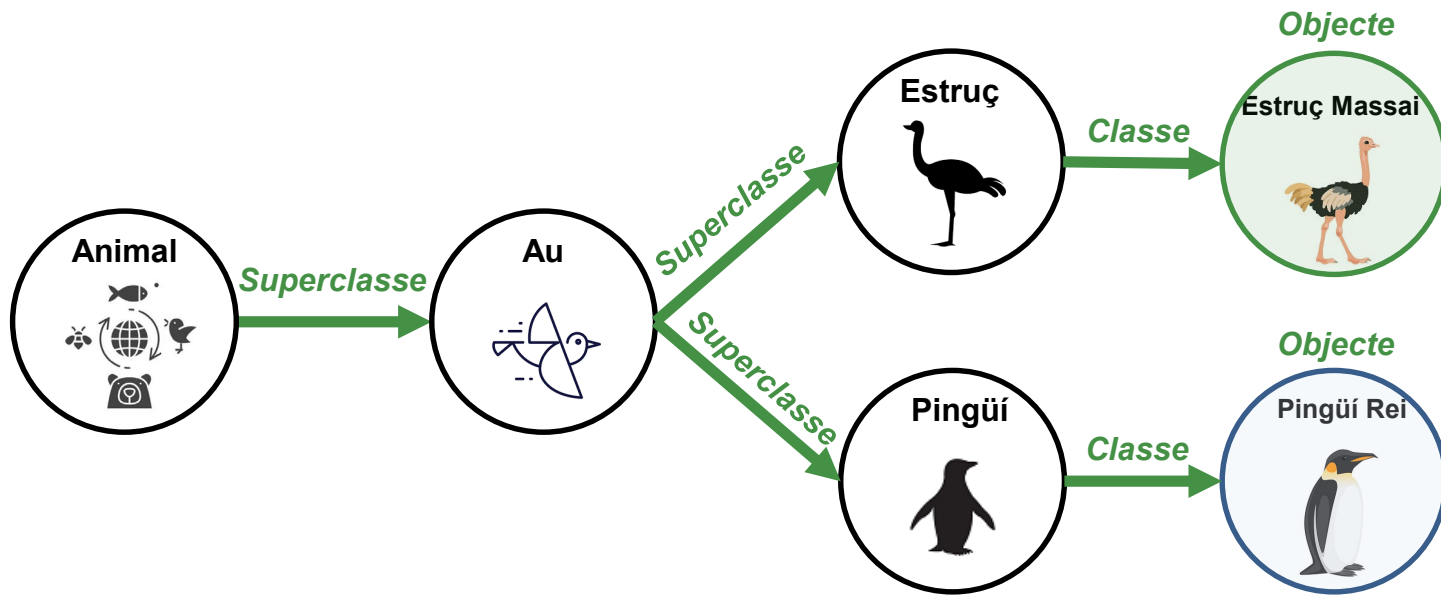 Animal
Superclasse
Au
Superclasse
Estruç
Classe
Objecte
Estruç Massai
Superclasse
Pingüí
Classe
Objecte
Pingüí Rei